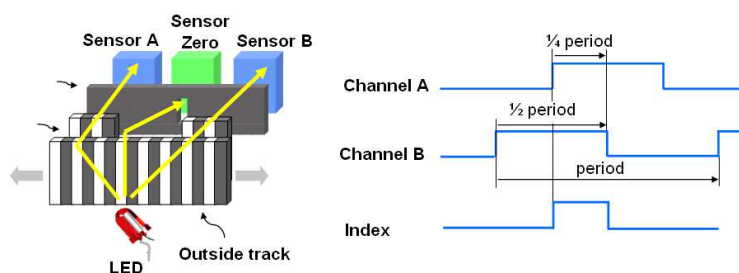 Sensor A
Sensor
Zero
Sensor B
LED
Outside track
¼ period
Channel A
½ period
Channel B
period
Index